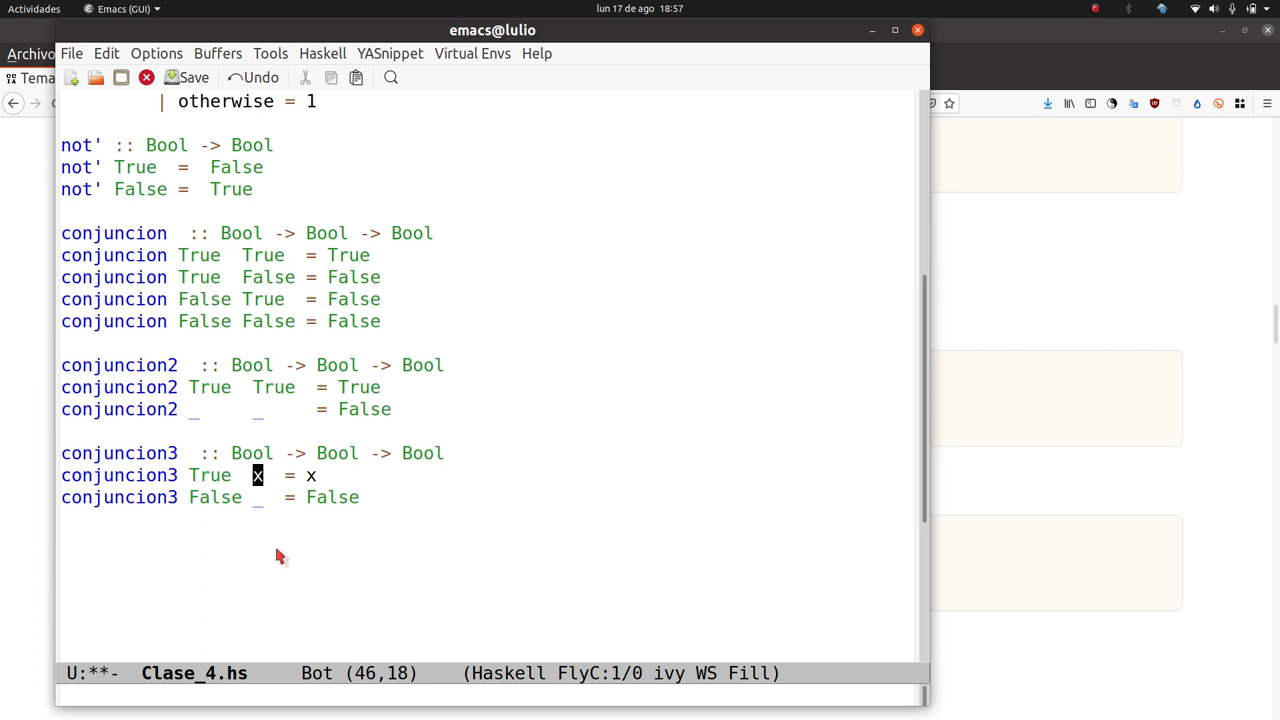 Actividades Emacs (GUI) lun 17 de ago 18:57
emacs@lulio
Archivo
File Edit Options Buffers Tools Haskell YASnippet Virtual Envs Help
Tema
Save Undo
| otherwise = 1
not' :: Bool -> Bool
not' True = False
not' False = True
conjuncion :: Bool -> Bool -> Bool
conjuncion True True = True
conjuncion True False = False
conjuncion False True = False
conjuncion False False = False
conjuncion2 :: Bool -> Bool -> Bool
conjuncion2 True True = True
conjuncion2 _ _ = False
conjuncion3 :: Bool -> Bool -> Bool
conjuncion3 True x = x
conjuncion3 False _ = False
U:**- Clase_4.hs Bot (46,18) (Haskell FlyC:1/0 ivy WS Fill)